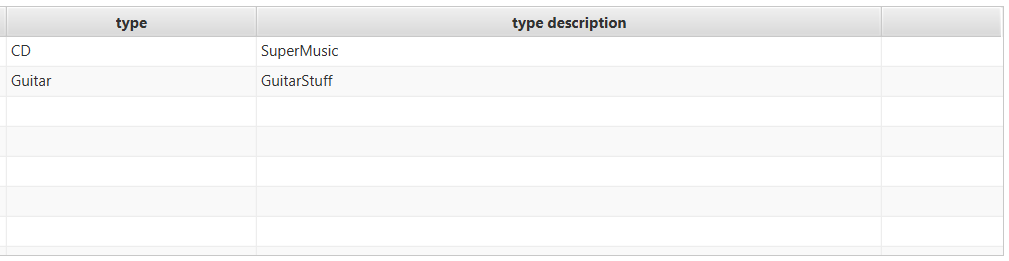 type type description
CD SuperMusic
Guitar GuitarStuff